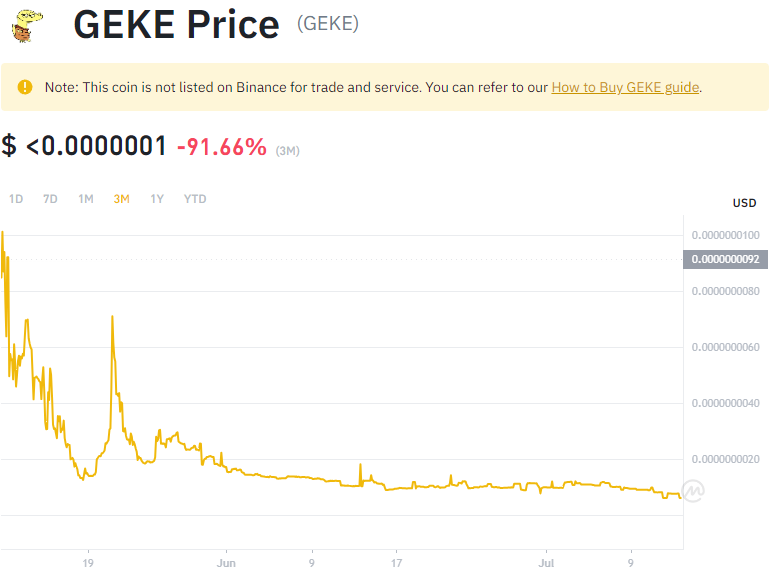 GEKE Price (GEKE)
Note: This coin is not listed on Binance for trade and service. You can refer to our How to Buy GEKE guide.
$ <0.0000001 -91.66% (3M)
1D 7D 1M 3M 1Y YTD
USD
0.0000000100
0.0000000092
0.0000000080
0.0000000060
0.0000000040
0.0000000020
19 Jun 9 17 Jul 9